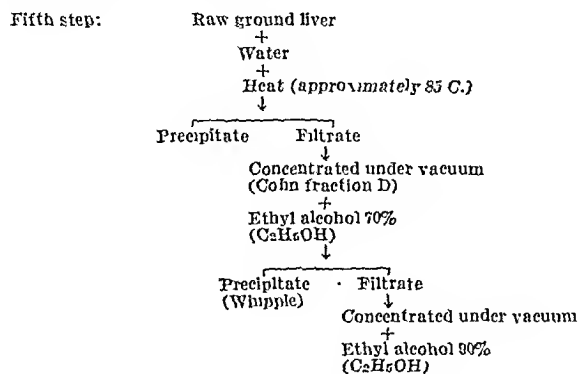 Fifth step: Raw ground liver
+
Water
+
Heat (approximately 85 C.)
↓
Precipitate Filtrate
↓
Concentrated under vacuum
(Cohn fraction D)
+
Ethyl alcohol 70%
(C2H5OH)
↓
Precipitate Filtrate
(Whipple) ↓
Concentrated under vacuum
+
Ethyl alcohol 90%
(C2H5OH)